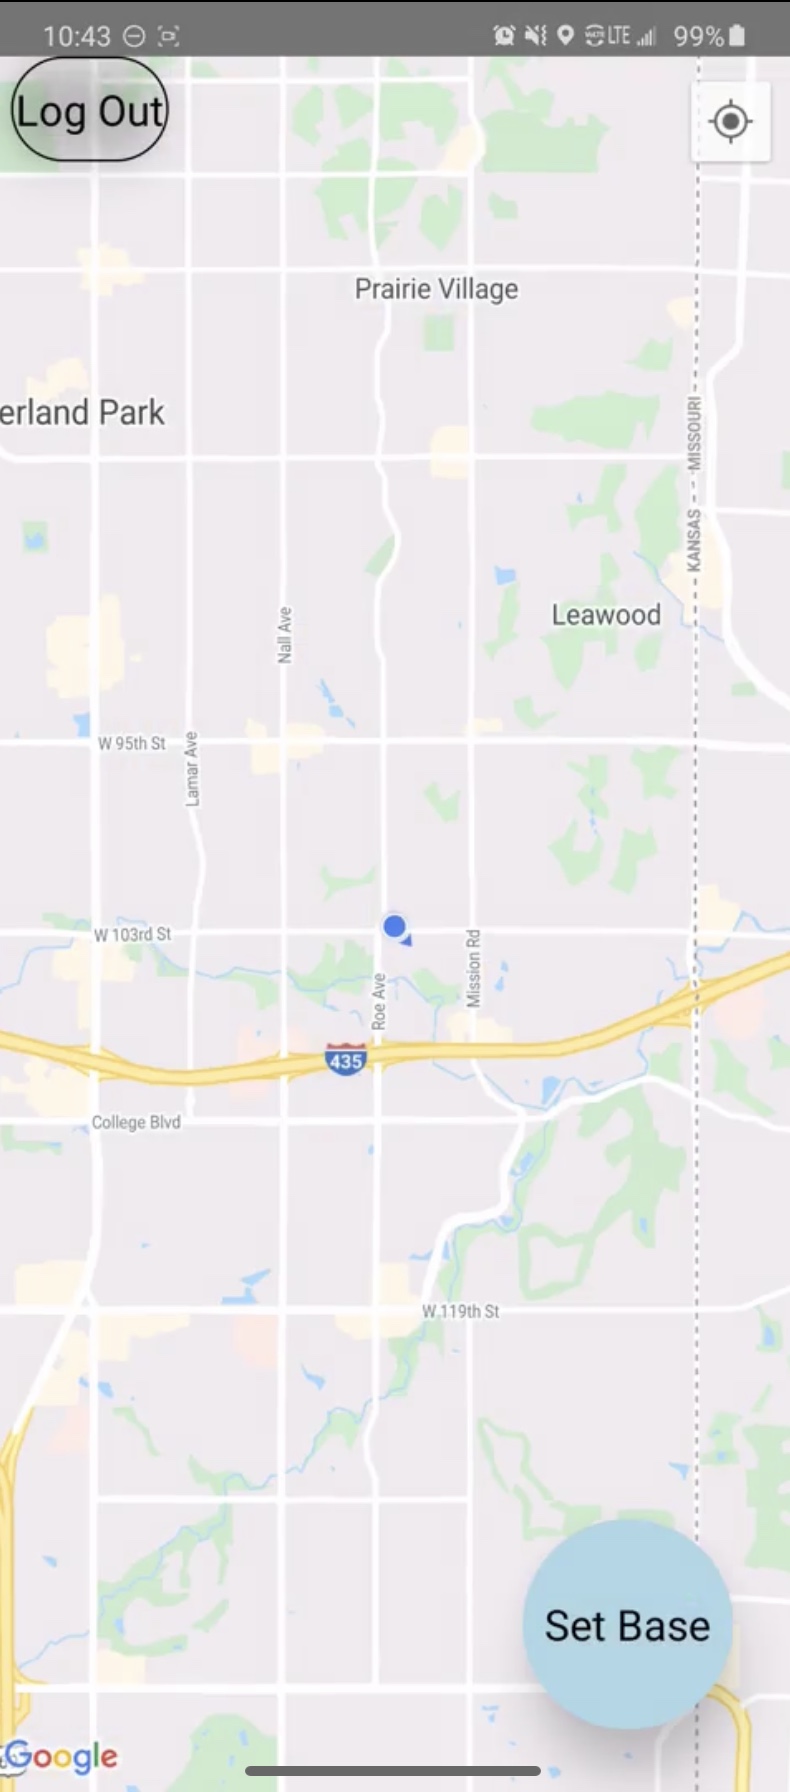 10:43
LTE 99%
Log Out
Prairie Village
erland Park
MISSOURI
KANSAS
Nall Ave
Leawood
W 95th St
Lamar Ave
W 103rd St
Mission Rd
Roe Ave
435
College Blvd
W 119th St
Set Base
Google